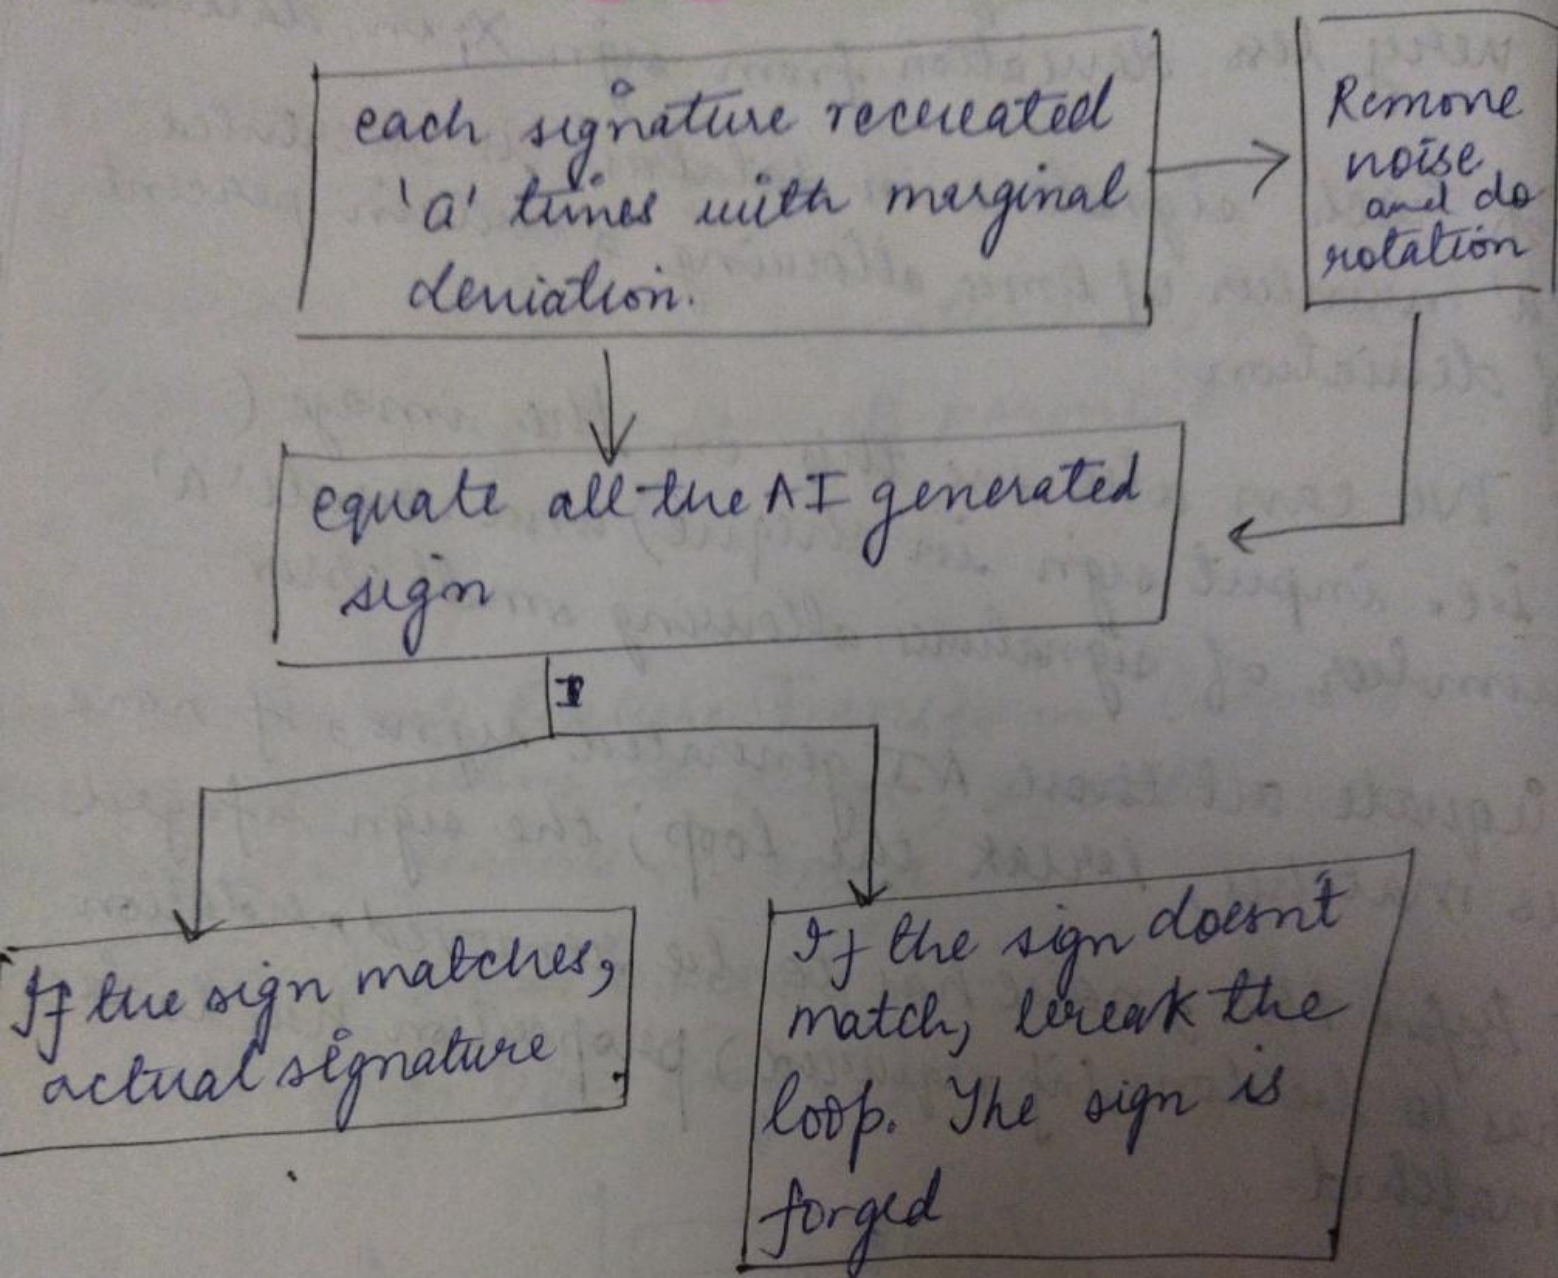 each signature recreated
'a' times with marginal
deviation.
Remove
noise
and do
rotation
equate all the AI generated
sign
If the sign matches,
actual signature
If the sign doesn't
match, break the
loop. The sign is
forged